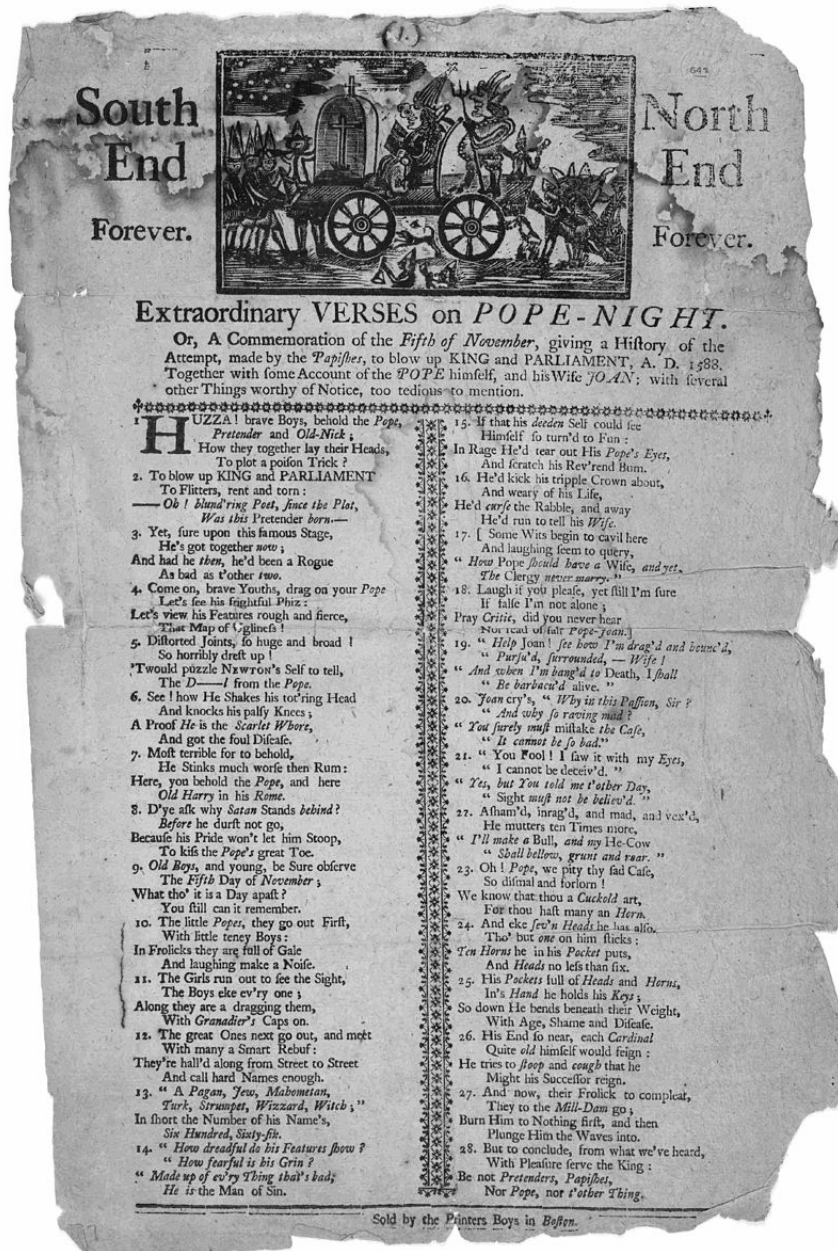 (1.)
643
South
End
Forever.
North
End
Forever.
Extraordinary VERSES on POPE-NIGHT.
Or, A Commemoration of the Fifth of November, giving a Hiſtory of the
Attempt, made by the Papiſhes, to blow up KING and PARLIAMENT, A. D. 1588.
Together with ſome Account of the POPE himſelf, and his Wife JOAN; with ſeveral
other Things worthy of Notice, too tedious to mention.
1 HUZZA! brave Boys, behold the Pope,
Pretender and Old-Nick;
How they together lay their Heads,
To plot a poiſon Trick?
2. To blow up KING and PARLIAMENT
To Flitters, rent and torn:
—— Oh! blund'ring Poet, ſince the Plot,
Was this Pretender born.—
3. Yet, ſure upon this famous Stage,
He's got together now;
And had he then, he'd been a Rogue
As bad as t'other two.
4. Come on, brave Youths, drag on your Pope
Let's ſee his frightful Phiz:
Let's view his Features rough and fierce,
That Map of Uglineſs!
5. Diſtorted Joints, ſo huge and broad!
So horribly dreſt up!
'Twould puzzle NEWTON's Self to tell,
The D——l from the Pope.
6. See! how He Shakes his tot'ring Head
And knocks his palſy Knees;
A Proof He is the Scarlet Whore,
And got the foul Diſeaſe.
7. Moſt terrible for to behold,
He Stinks much worſe then Rum:
Here, you behold the Pope, and here
Old Harry in his Rome.
8. D'ye aſk why Satan Stands behind?
Before he durſt not go,
Becauſe his Pride won't let him Stoop,
To kiſs the Pope's great Toe.
9. Old Boys, and young, be Sure obſerve
The Fifth Day of November;
What tho' it is a Day apaſt?
You ſtill can it remember.
10. The little Popes, they go out Firſt,
With little teney Boys:
In Frolicks they are full of Gale
And laughing make a Noiſe.
11. The Girls run out to ſee the Sight,
The Boys eke ev'ry one;
Along they are a dragging them,
With Granadier's Caps on.
12. The great Ones next go out, and meet
With many a Smart Rebuf:
They're hall'd along from Street to Street
And call hard Names enough.
13. " A Pagan, Jew, Mahometan,
Turk, Strumpet, Wizzard, Witch;"
In ſhort the Number of his Name's,
Six Hundred, Sixty-ſix.
14. " How dreadful do his Features ſhow?
" How fearful is his Grin?
" Made up of ev'ry Thing that's bad;
He is the Man of Sin.
15. If that his deeden Self could ſee
Himſelf ſo turn'd to Fun:
In Rage He'd tear out His Pope's Eyes,
And ſcratch his Rev'rend Bum.
16. He'd kick his tripple Crown about,
And weary of his Life,
He'd curſe the Rabble, and away
He'd run to tell his Wife.
17. [ Some Wits begin to cavil here
And laughing ſeem to query,
" How Pope ſhould have a Wife, and yet
The Clergy never marry."
18. Laugh if you pleaſe, yet ſtill I'm ſure
If falſe I'm not alone;
Pray Critic, did you never hear
Nor read of fair Pope-Joan.]
19. " Help Joan! ſee how I'm drag'd and bounc'd,
" Purſu'd, ſurrounded, — Wife!
" And when I'm bang'd to Death, I ſhall
" Be barbacu'd alive."
20. Joan cry's, " Why in this Paſſion, Sir?
" And why ſo raving mad?
" You ſurely muſt miſtake the Caſe,
" It cannot be ſo bad."
21. " You Fool! I ſaw it with my Eyes,
" I cannot be deceiv'd. "
" Yes, but You told me t'other Day,
" Sight muſt not be believ'd. "
22. Aſham'd, inrag'd, and mad, and vex'd,
He mutters ten Times more,
" I'll make a Bull, and my He-Cow
" Shall bellow, grunt and roar. "
23. Oh! Pope, we pity thy ſad Caſe,
So diſmal and forlorn!
We know that thou a Cuckold art,
For thou haſt many an Horn.
24. And eke ſev'n Heads he has alſo,
Tho' but one on him ſticks:
Ten Horns he in his Pocket puts,
And Heads no leſs than ſix.
25. His Pockets full of Heads and Horns,
In's Hand he holds his Keys;
So down He bends beneath their Weight,
With Age, Shame and Diſeaſe.
26. His End ſo near, each Cardinal
Quite old himſelf would feign:
He tries to ſtoop and cough that he
Might his Succeſſor reign.
27. And now, their Frolick to compleat,
They to the Mill-Dam go;
Burn Him to Nothing firſt, and then
Plunge Him the Waves into.
28. But to conclude, from what we've heard,
With Pleaſure ſerve the King:
Be not Pretenders, Papiſhes,
Nor Pope, nor t'other Thing.
Sold by the Printers Boys in Boſton.